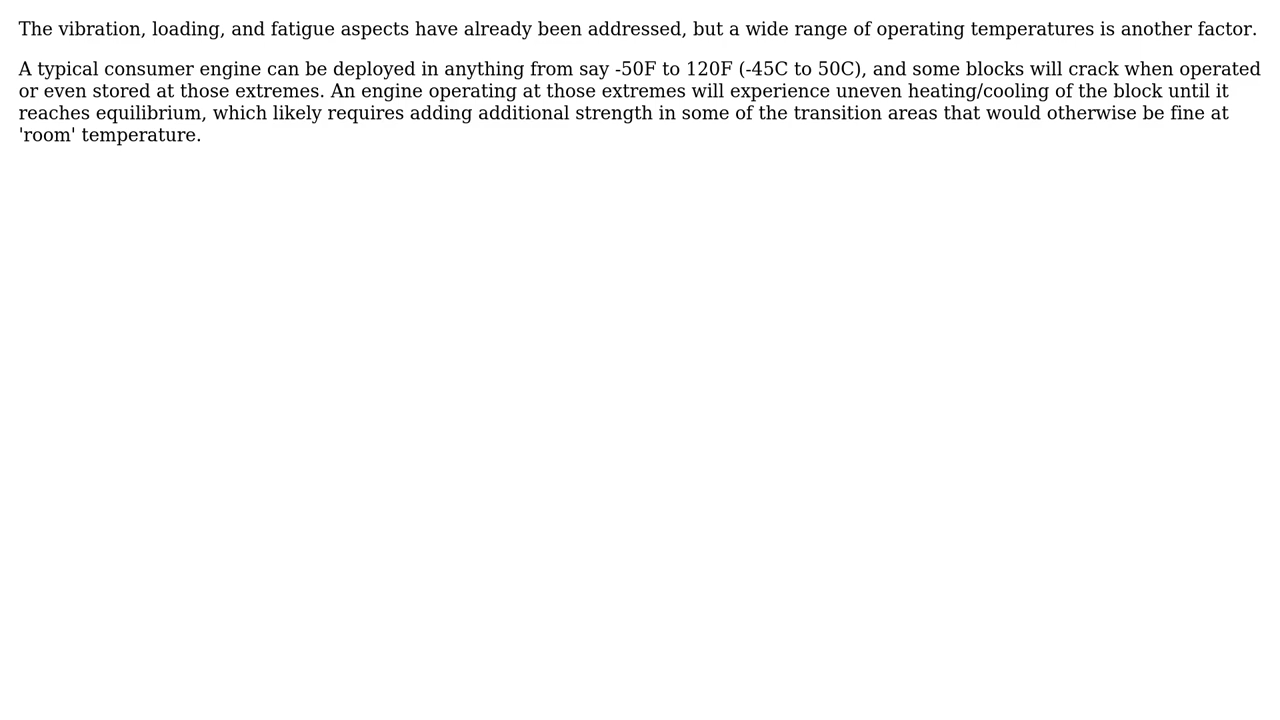 The vibration, loading, and fatigue aspects have already been addressed, but a wide range of operating temperatures is another factor.
A typical consumer engine can be deployed in anything from say -50F to 120F (-45C to 50C), and some blocks will crack when operated
or even stored at those extremes. An engine operating at those extremes will experience uneven heating/cooling of the block until it
reaches equilibrium, which likely requires adding additional strength in some of the transition areas that would otherwise be fine at
'room' temperature.